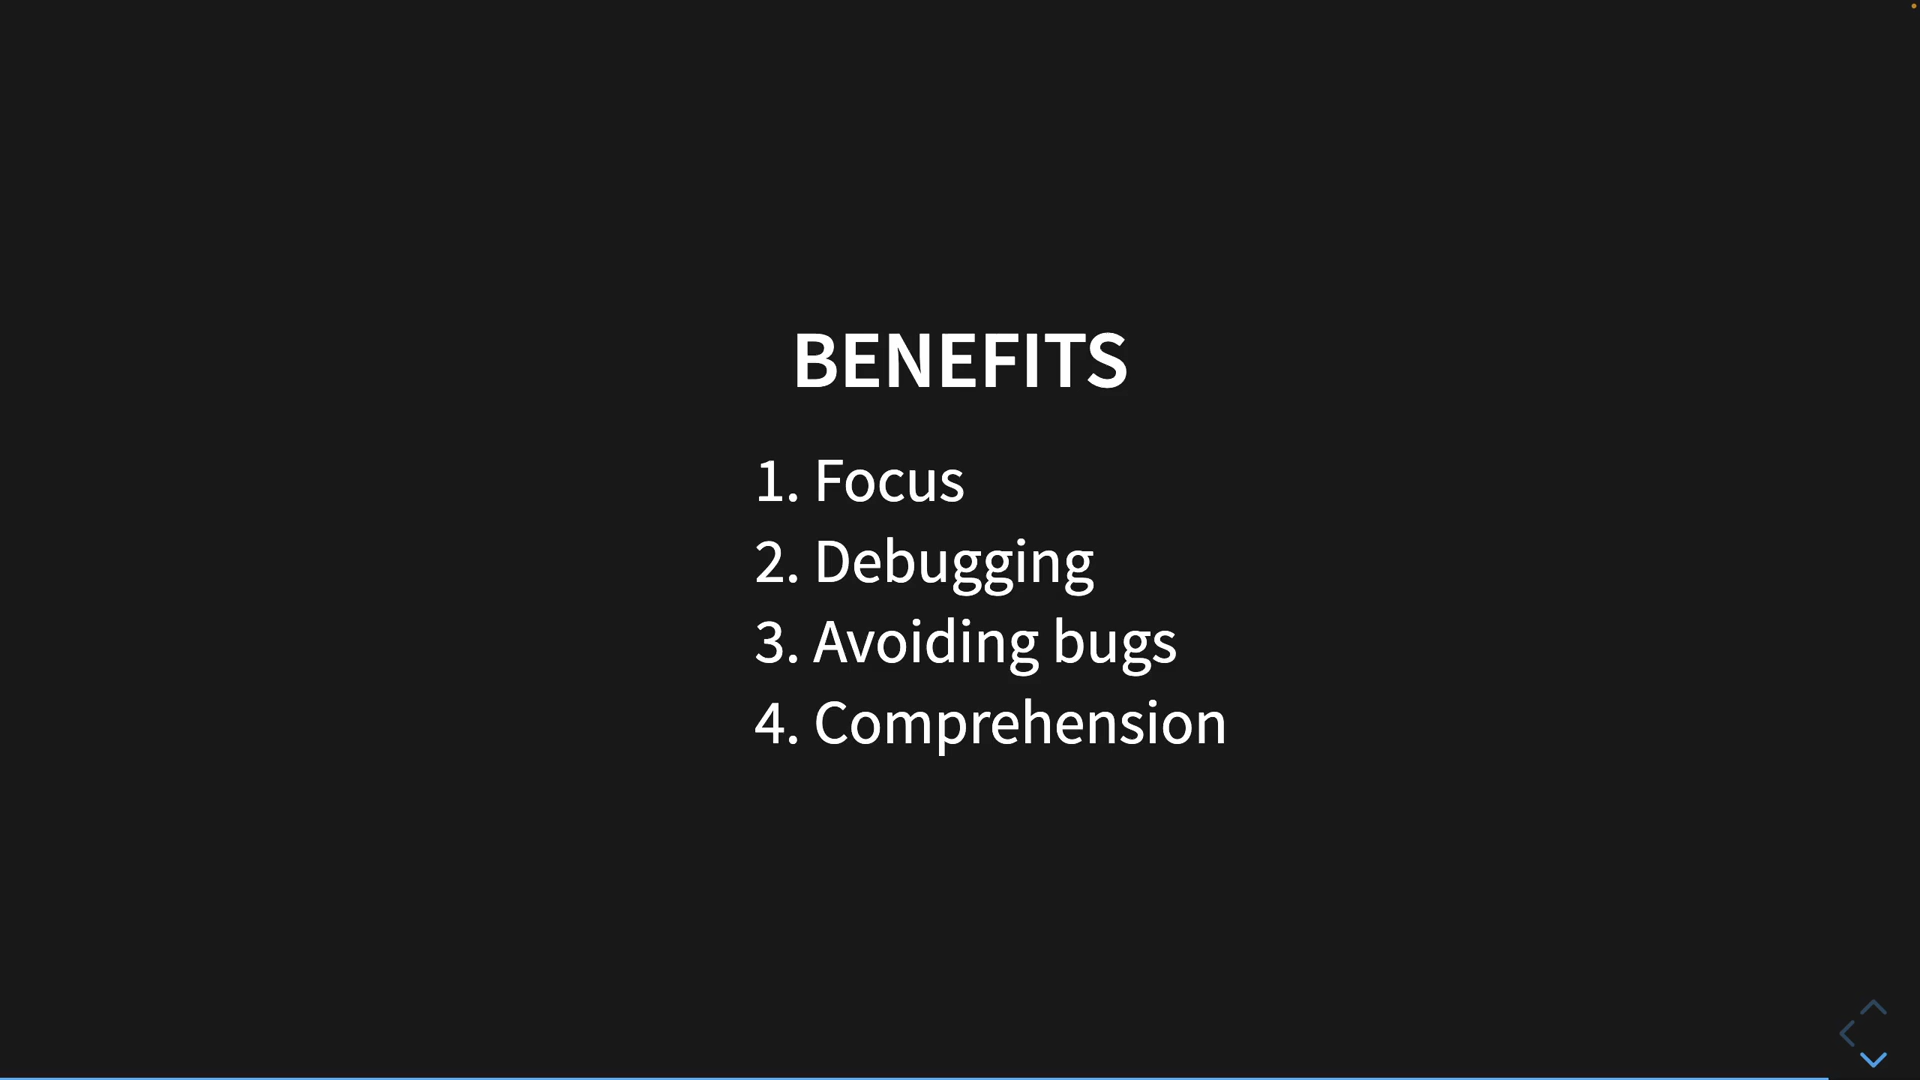 BENEFITS
1. Focus
2. Debugging
3. Avoiding bugs
4. Comprehension